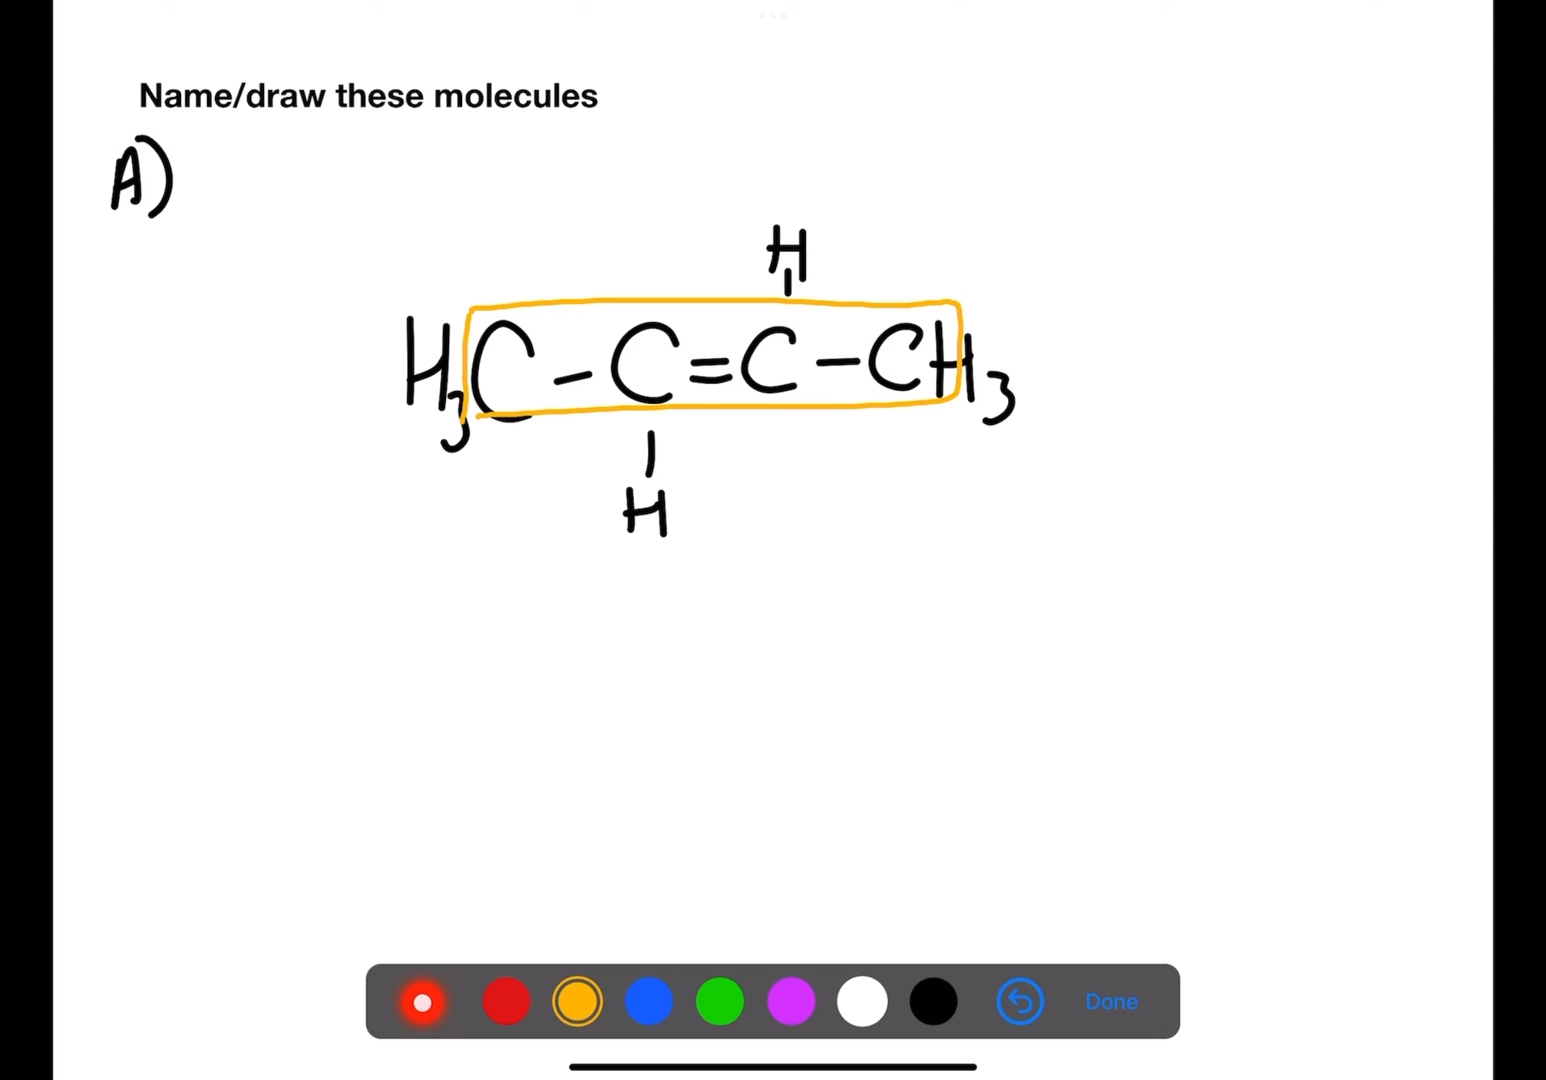 Name/draw these molecules
A)
H
H₃C-C=C-CH₃
H
Done